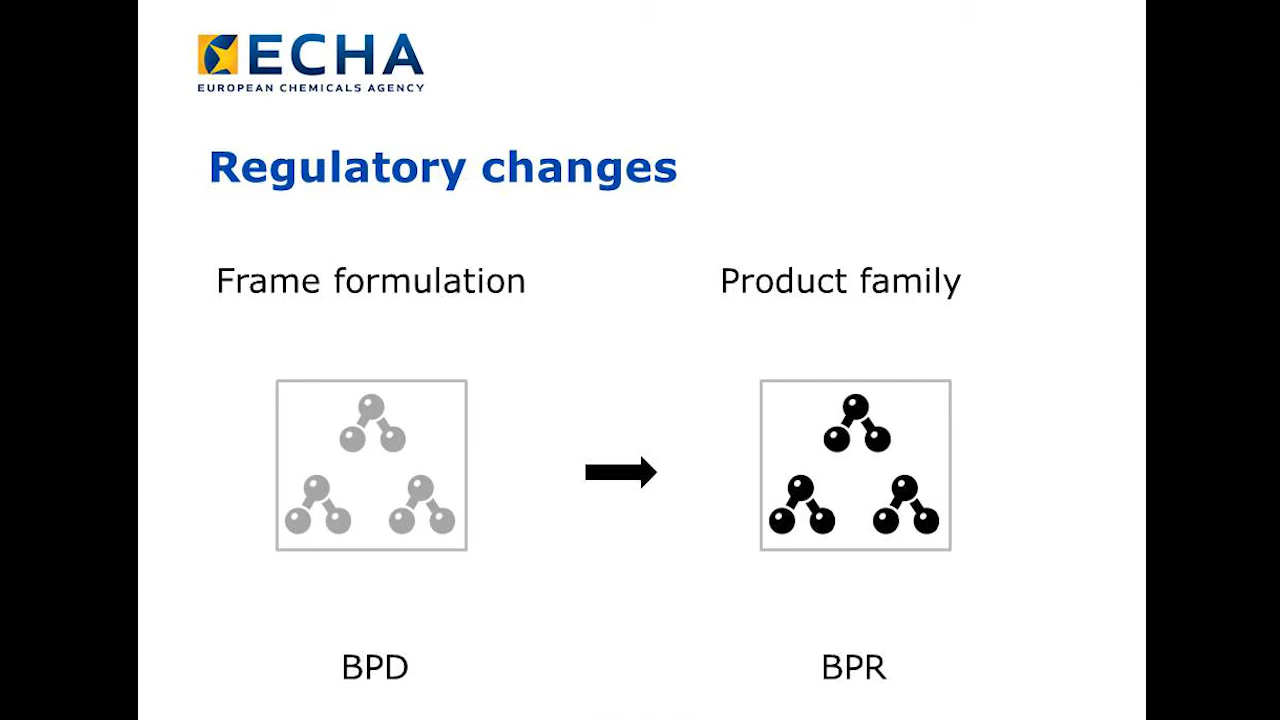 ECHA
EUROPEAN CHEMICALS AGENCY
Regulatory changes
Frame formulation
Product family
BPD
BPR